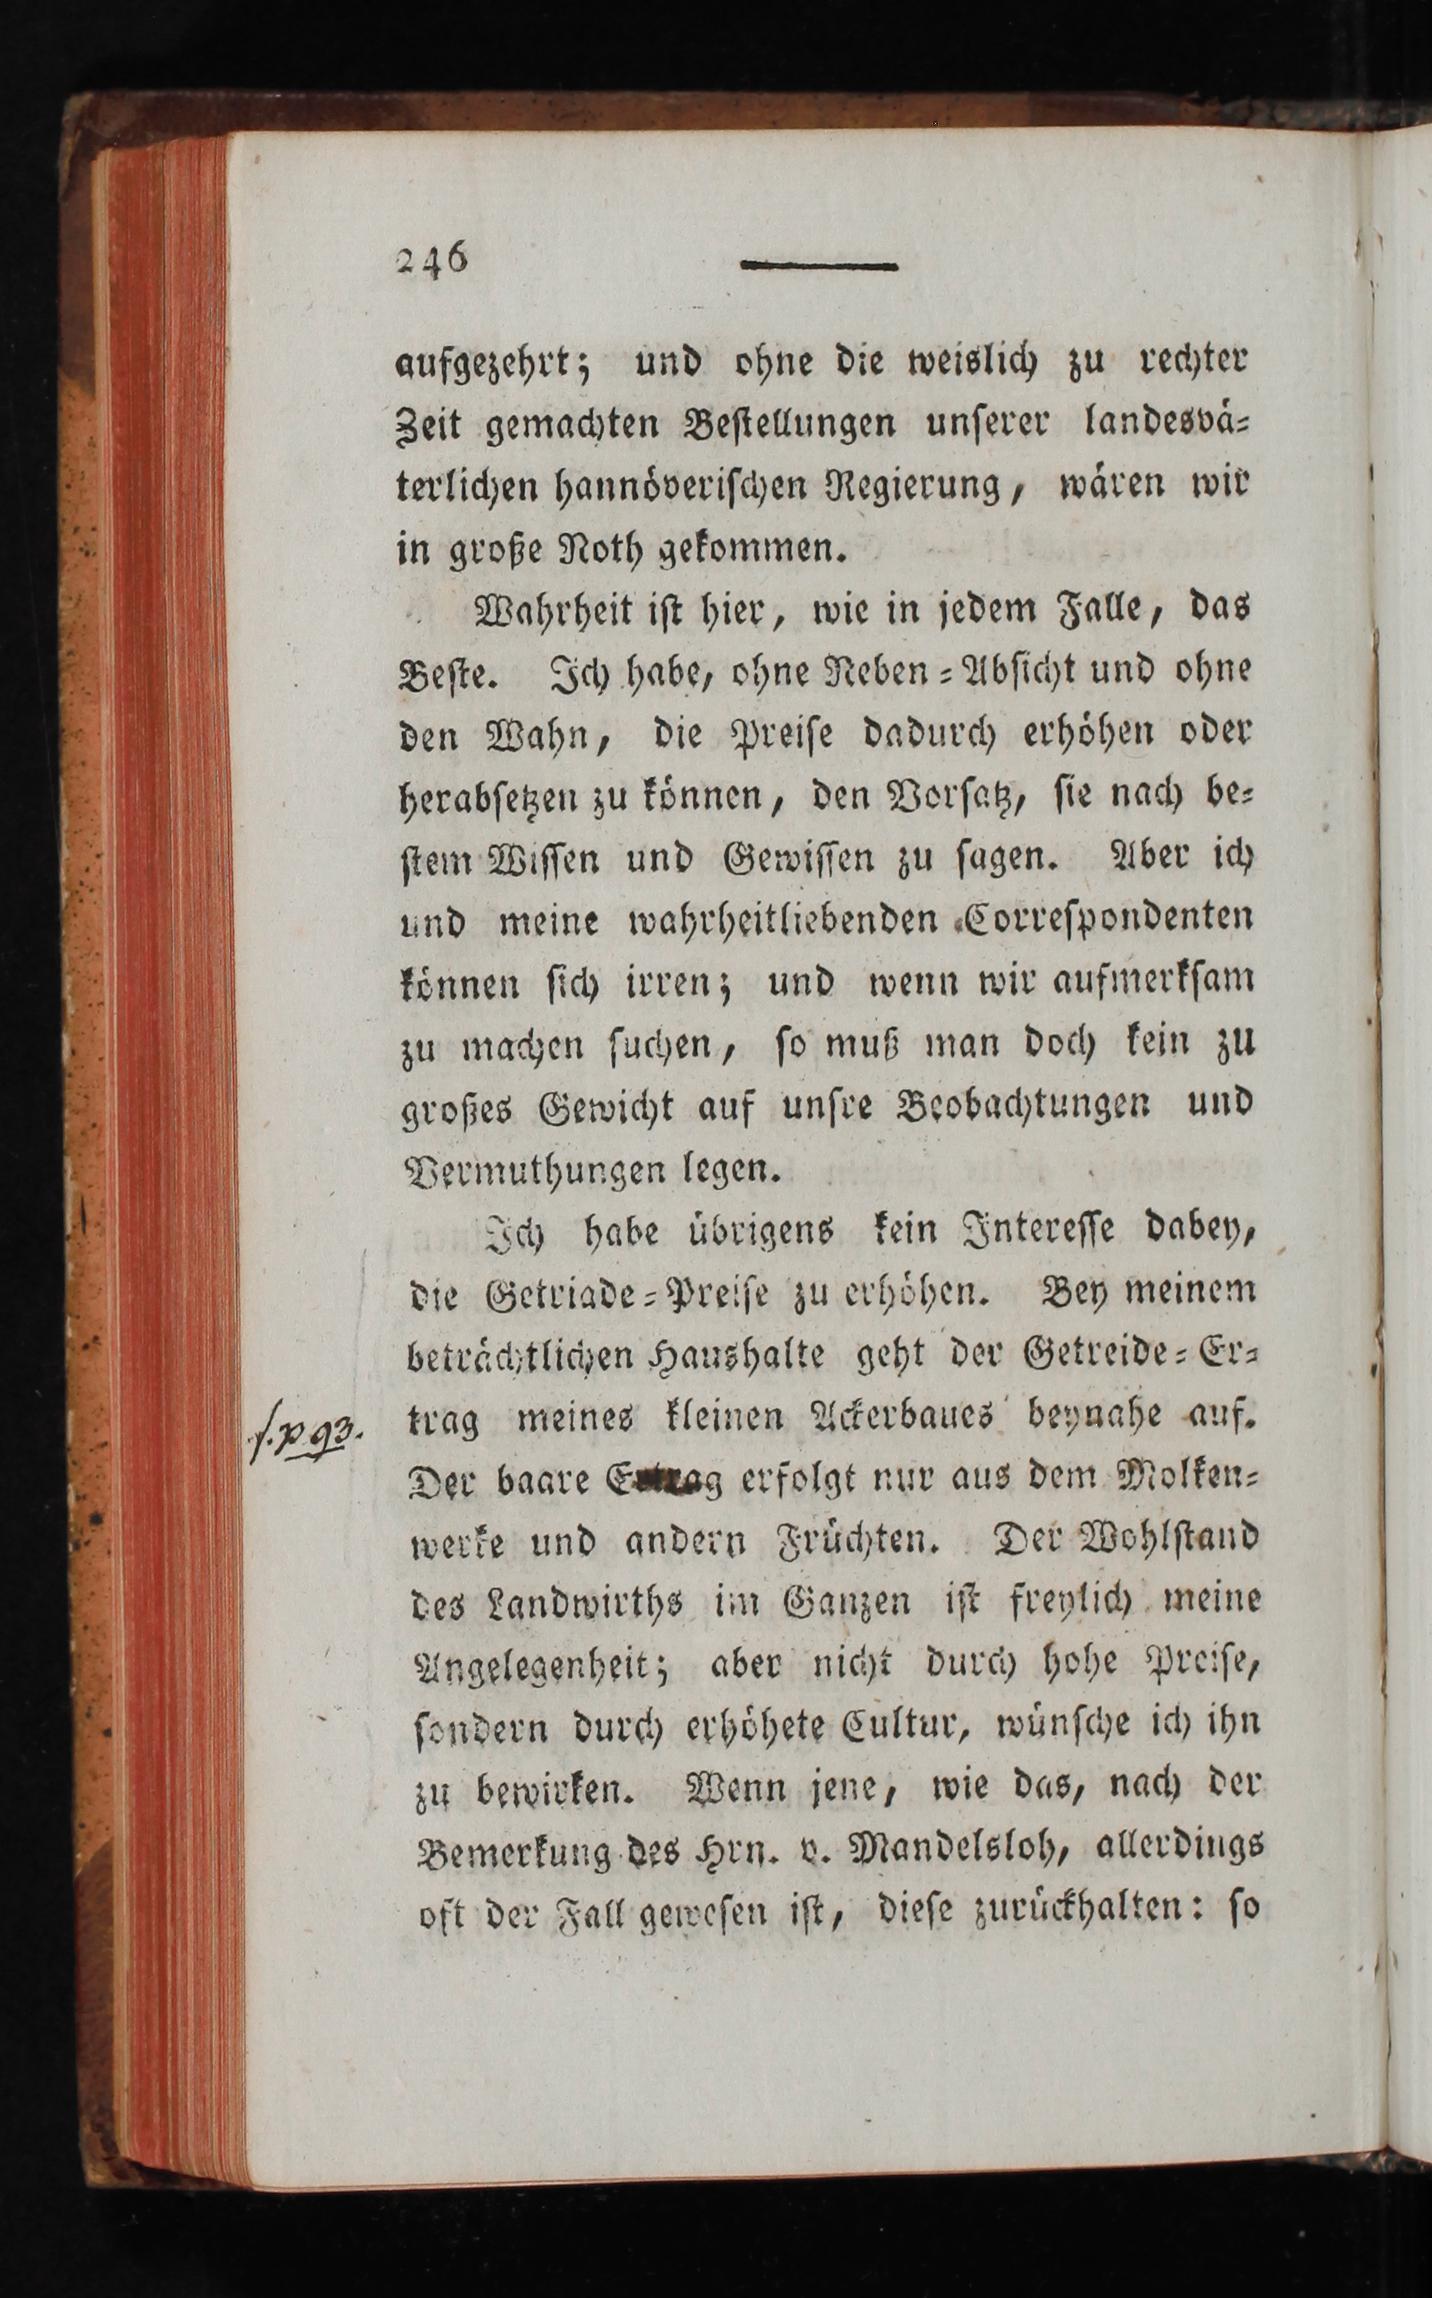 246
aufgezehrt; und ohne die weislich zu rechter
Zeit gemachten Bestellungen unserer landesvä-
terlichen hannöverischen Regierung, wären wir
in große Noth gekommen.
Wahrheit ist hier, wie in jedem Falle, das
Beste. Ich habe, ohne Neben-Absicht und ohne
den Wahn, die Preise dadurch erhöhen oder
herabsetzen zu können, den Vorsatz, sie nach be-
stem Wissen und Gewissen zu sagen. Aber ich
und meine wahrheitliebenden Correspondenten
können sich irren; und wenn wir aufmerksam
zu machen suchen, so muß man doch kein zu
großes Gewicht auf unsre Beobachtungen und
Vermuthungen legen.
Ich habe übrigens kein Interesse dabey,
die Getriade-Preise zu erhöhen. Bey meinem
beträchtlichen Haushalte geht der Getreide-Er-
trag meines kleinen Ackerbaues beynahe auf.
f. p 93.
Der baare Ertrag erfolgt nur aus dem Molken-
werke und andern Früchten. Der Wohlstand
des Landwirths im Ganzen ist freylich meine
Angelegenheit; aber nicht durch hohe Preise,
sondern durch erhöhete Cultur, wünsche ich ihn
zu bewirken. Wenn jene, wie das, nach der
Bemerkung des Hrn. v. Mandelsloh, allerdings
oft der Fall gewesen ist, diese zurückhalten: so